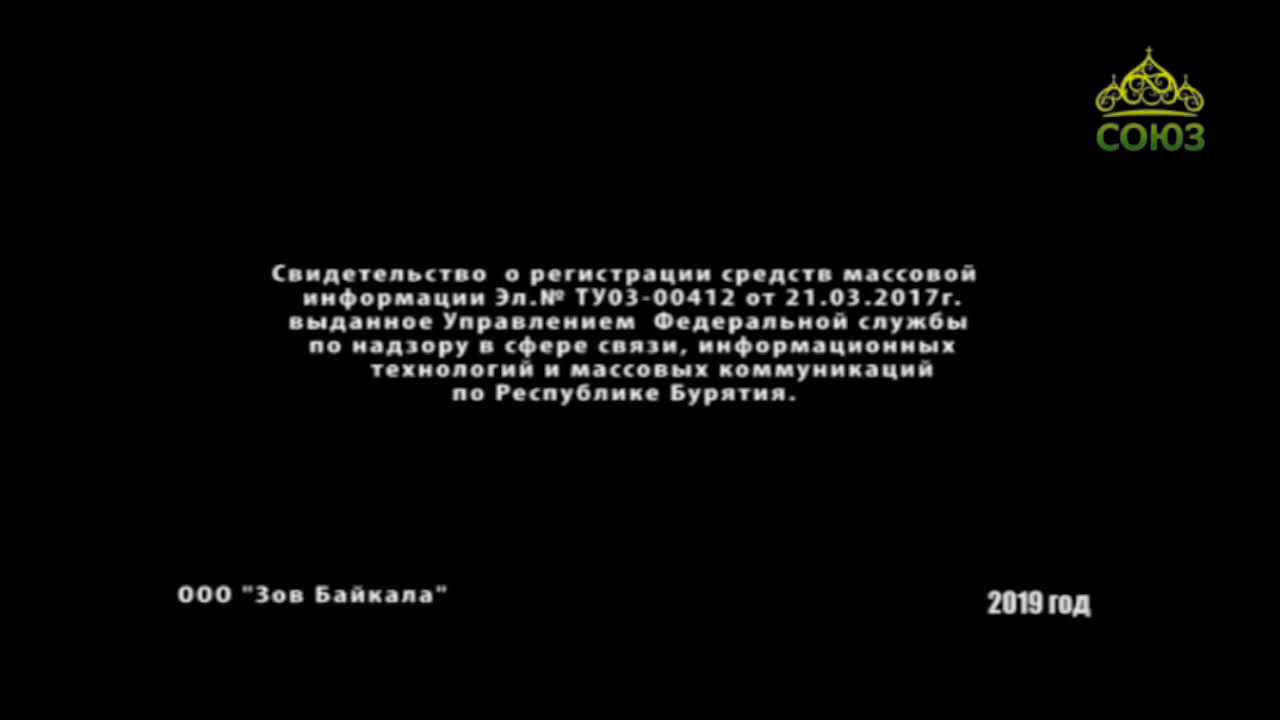 СОЮЗ
Свидетельство о регистрации средств массовой
информации Эл.№ ТУ03-00412 от 21.03.2017г.
выданное Управлением Федеральной службы
по надзору в сфере связи, информационных
технологий и массовых коммуникаций
по Республике Бурятия.
ООО "Зов Байкала"
2019 год